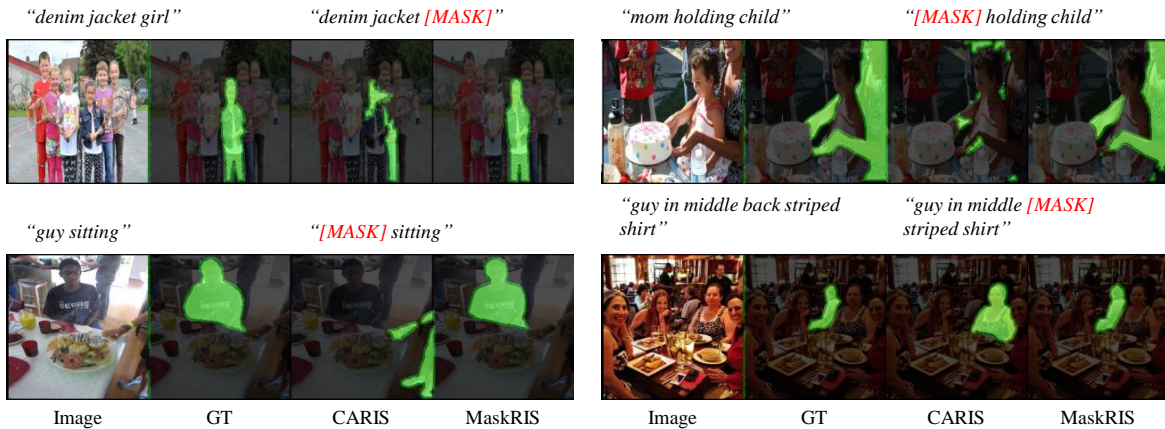 “denim jacket girl” “denim jacket [MASK]” “mom holding child” “[MASK] holding child”
“guy sitting” “[MASK] sitting” “guy in middle back striped shirt” “guy in middle [MASK] striped shirt”
Image GT CARIS MaskRIS Image GT CARIS MaskRIS